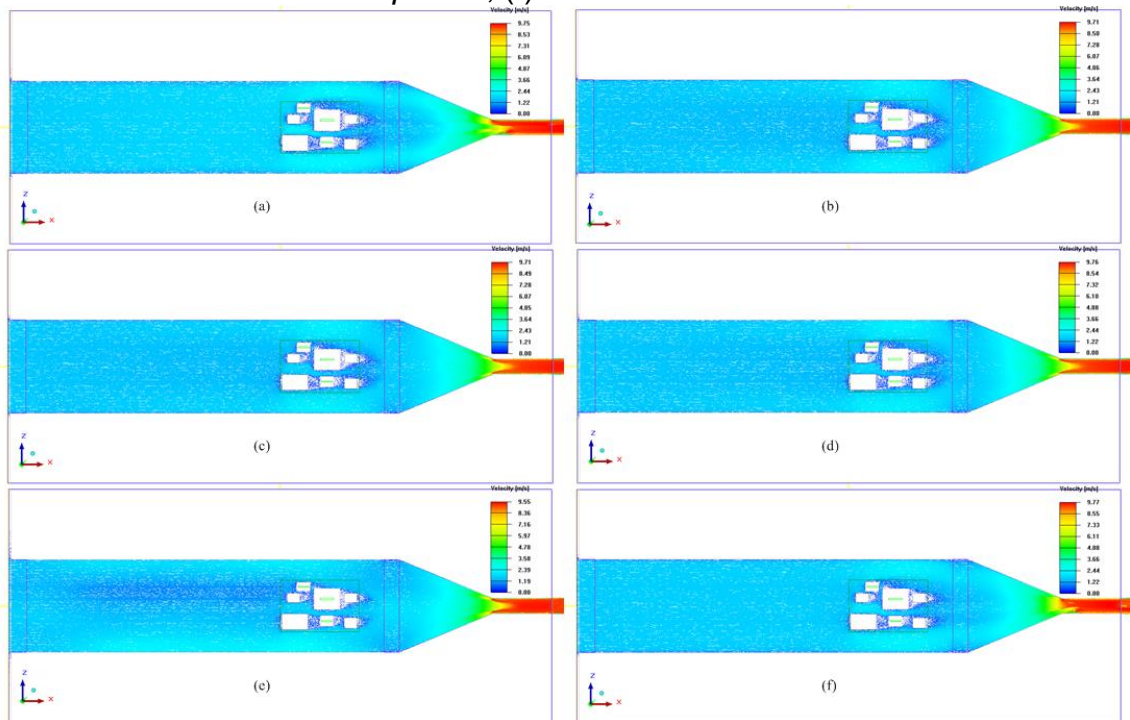 Velocity [m/s]
9.75
8.53
7.31
6.09
4.87
3.66
2.44
1.22
0.00
Z
X
(a)
Velocity [m/s]
9.71
8.50
7.28
6.07
4.86
3.64
2.43
1.21
0.00
Z
X
(b)
Velocity [m/s]
9.71
8.49
7.28
6.07
4.85
3.64
2.43
1.21
0.00
Z
X
(c)
Velocity [m/s]
9.76
8.54
7.32
6.10
4.88
3.66
2.44
1.22
0.00
Z
X
(d)
Velocity [m/s]
9.55
8.36
7.16
5.97
4.78
3.58
2.39
1.19
0.00
Z
X
(e)
Velocity [m/s]
9.77
8.55
7.33
6.11
4.88
3.66
2.44
1.22
0.00
Z
X
(f)